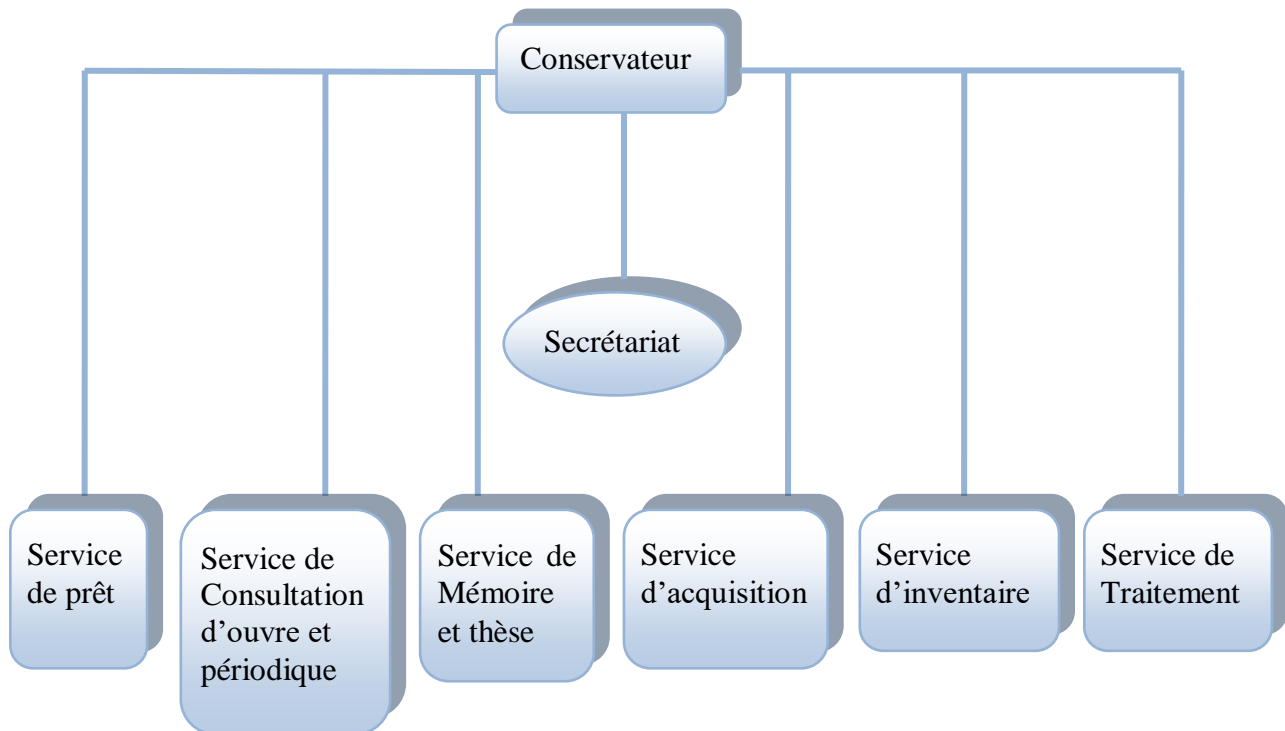 Conservateur
Secrétariat
Service
de prêt
Service de
Consultation
d’ouvre et
périodique
Service de
Mémoire
et thèse
Service
d’acquisition
Service
d’inventaire
Service de
Traitement